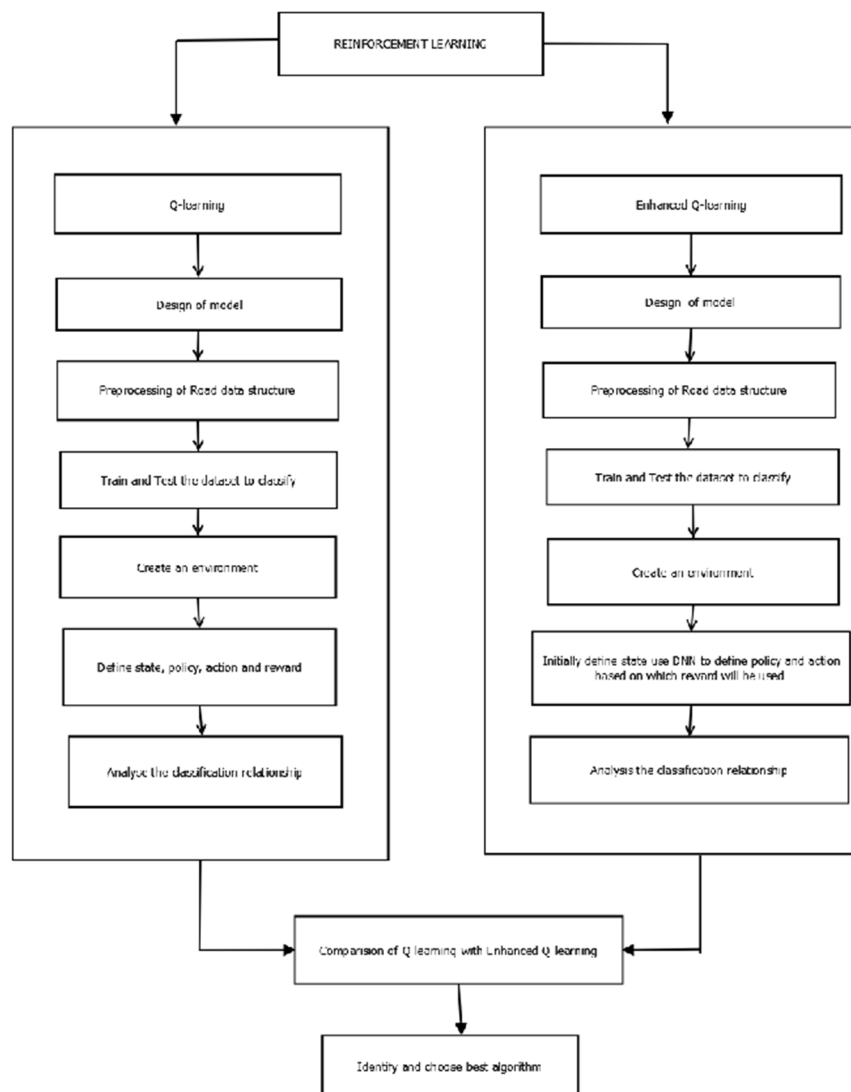 REINFORCEMENT LEARNING
Q-learning
Design of model
Preprocessing of Road data structure
Train and Test the dataset to classify
Create an environment
Define state, policy, action and reward
Analyse the classification relationship
Enhanced Q-learning
Design of model
Preprocessing of Road data structure
Train and Test the dataset to classify
Create an environment
Initially define state use DNN to define policy and action
based on which reward will be used
Analysis the classification relationship
Comparision of Q learning with Enhanced Q learning
Identity and choose best algorithm